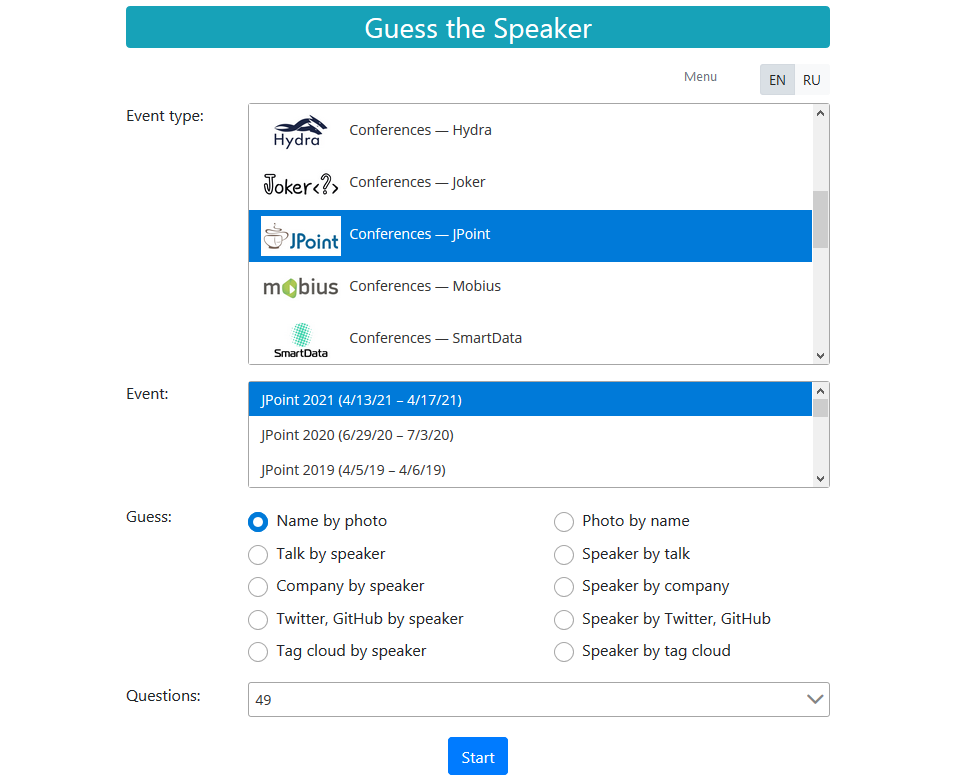 Guess the Speaker
Menu EN RU
Event type:
Hydra Conferences — Hydra
Joker<?> Conferences — Joker
JPoint Conferences — JPoint
mobius Conferences — Mobius
SmartData Conferences — SmartData
Event:
JPoint 2021 (4/13/21 – 4/17/21)
JPoint 2020 (6/29/20 – 7/3/20)
JPoint 2019 (4/5/19 – 4/6/19)
Guess:
Name by photo Photo by name
Talk by speaker Speaker by talk
Company by speaker Speaker by company
Twitter, GitHub by speaker Speaker by Twitter, GitHub
Tag cloud by speaker Speaker by tag cloud
Questions: 49
Start